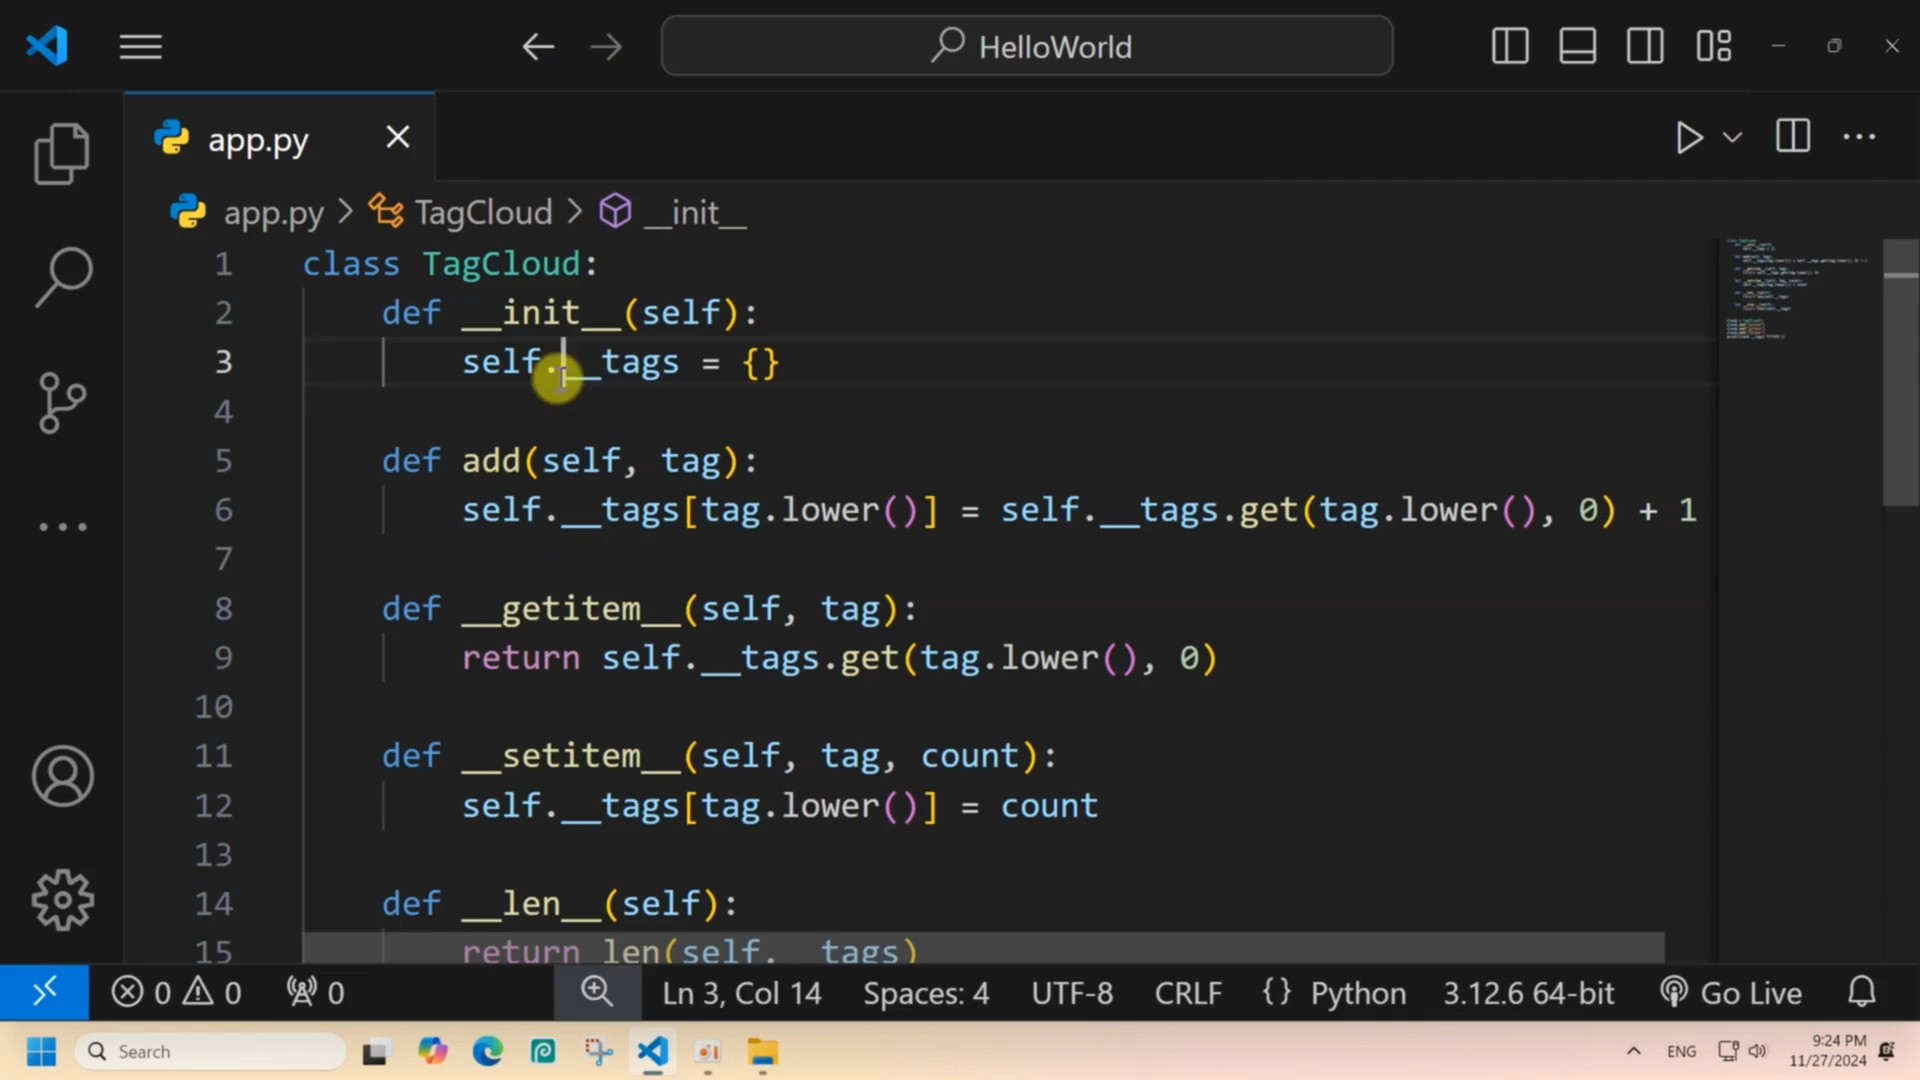 HelloWorld
app.py
app.py > TagCloud > __init__
1 class TagCloud:
2 def __init__(self):
3 self.__tags = {}
4
5 def add(self, tag):
6 self.__tags[tag.lower()] = self.__tags.get(tag.lower(), 0) + 1
7
8 def __getitem__(self, tag):
9 return self.__tags.get(tag.lower(), 0)
10
11 def __setitem__(self, tag, count):
12 self.__tags[tag.lower()] = count
13
14 def __len__(self):
15 return len(self.__tags)
0 0 0 Ln 3, Col 14 Spaces: 4 UTF-8 CRLF {} Python 3.12.6 64-bit Go Live
Search ENG 9:24 PM
11/27/2024